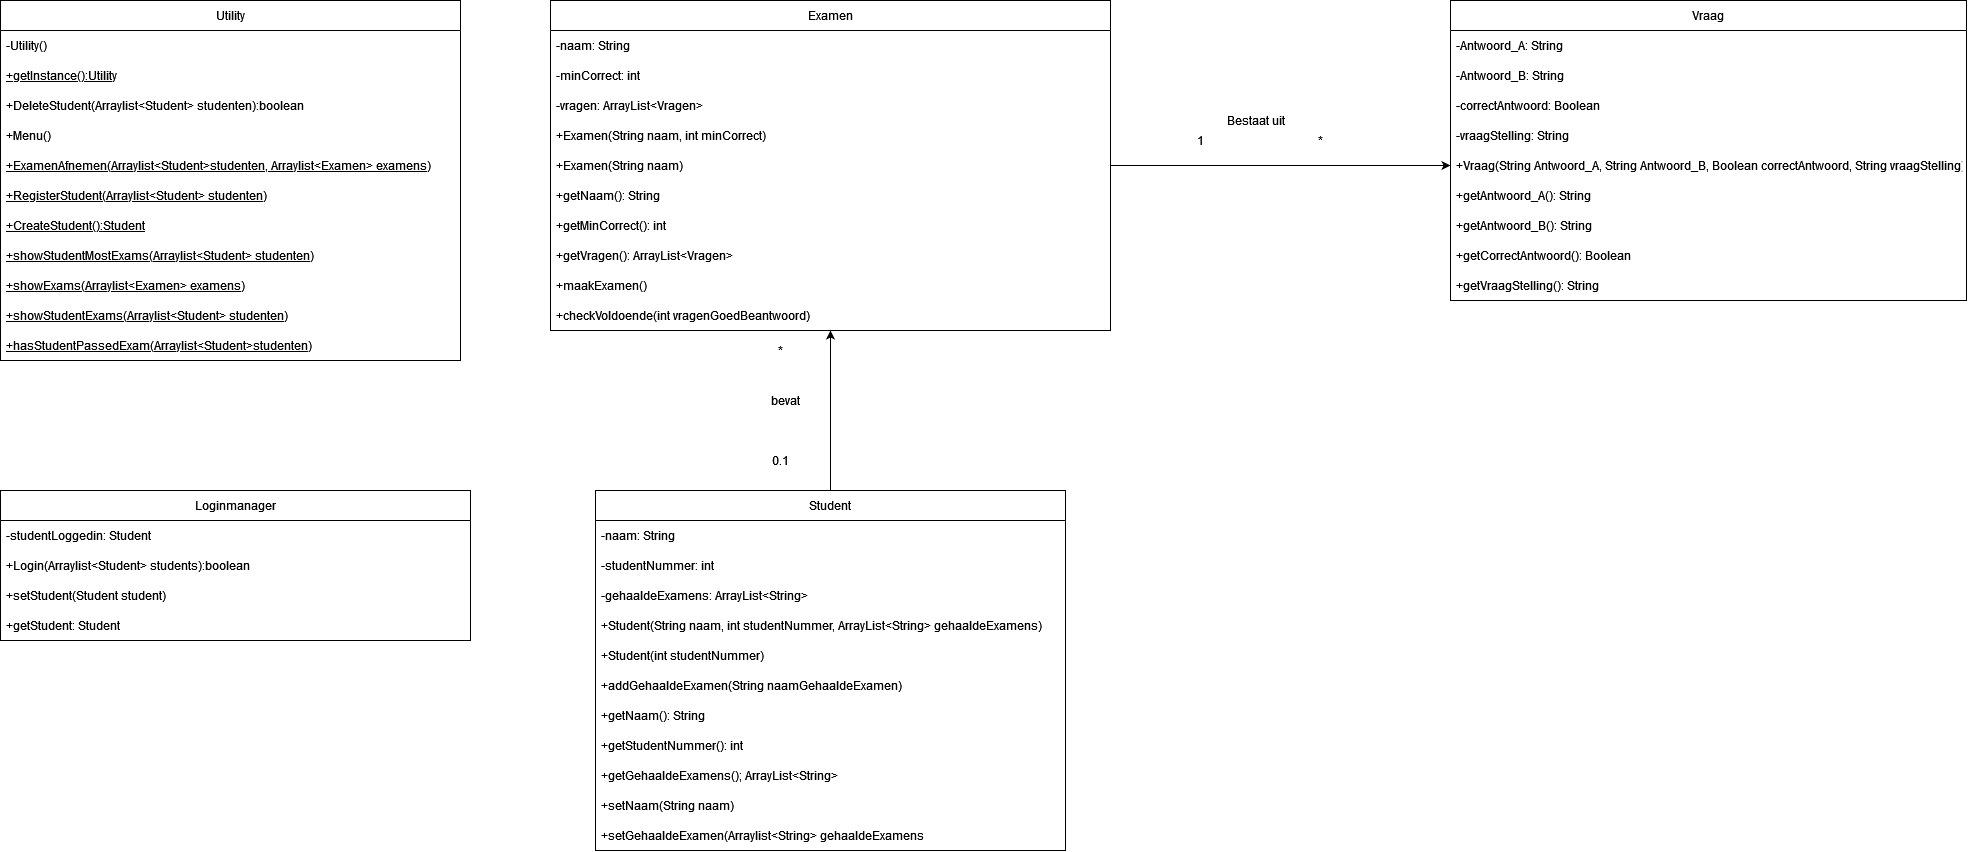 Utility
-Utility()
+getInstance():Utility
+DeleteStudent(Arraylist<Student> studenten):boolean
+Menu()
+ExamenAfnemen(Arraylist<Student>studenten, Arraylist<Examen> examens)
+RegisterStudent(Arraylist<Student> studenten)
+CreateStudent():Student
+showStudentMostExams(Arraylist<Student> studenten)
+showExams(Arraylist<Examen> examens)
+showStudentExams(Arraylist<Student> studenten)
+hasStudentPassedExam(Arraylist<Student>studenten)
Examen
-naam: String
-minCorrect: int
-vragen: ArrayList<Vragen>
+Examen(String naam, int minCorrect)
+Examen(String naam)
+getNaam(): String
+getMinCorrect(): int
+getVragen(): ArrayList<Vragen>
+maakExamen()
+checkVoldoende(int vragenGoedBeantwoord)
Bestaat uit
1 *
Vraag
-Antwoord_A: String
-Antwoord_B: String
-correctAntwoord: Boolean
-vraagStelling: String
+Vraag(String Antwoord_A, String Antwoord_B, Boolean correctAntwoord, String vraagStelling)
+getAntwoord_A(): String
+getAntwoord_B(): String
+getCorrectAntwoord(): Boolean
+getVraagStelling(): String
*
bevat
0.1
Loginmanager
-studentLoggedin: Student
+Login(Arraylist<Student> students):boolean
+setStudent(Student student)
+getStudent: Student
Student
-naam: String
-studentNummer: int
-gehaaldeExamens: ArrayList<String>
+Student(String naam, int studentNummer, ArrayList<String> gehaaldeExamens)
+Student(int studentNummer)
+addGehaaldeExamen(String naamGehaaldeExamen)
+getNaam(): String
+getStudentNummer(): int
+getGehaaldeExamens(); ArrayList<String>
+setNaam(String naam)
+setGehaaldeExamen(Arraylist<String> gehaaldeExamens